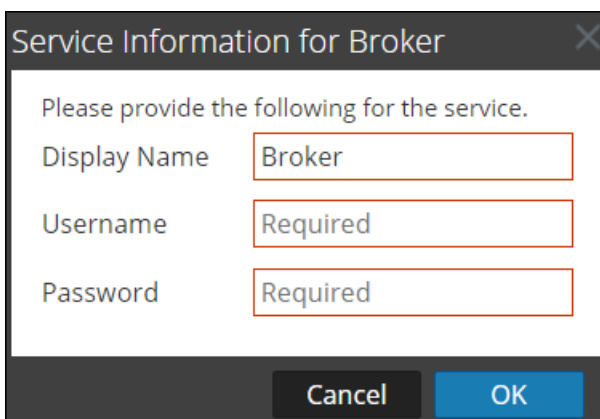 Service Information for Broker
Please provide the following for the service.
Display Name Broker
Username Required
Password Required
Cancel OK